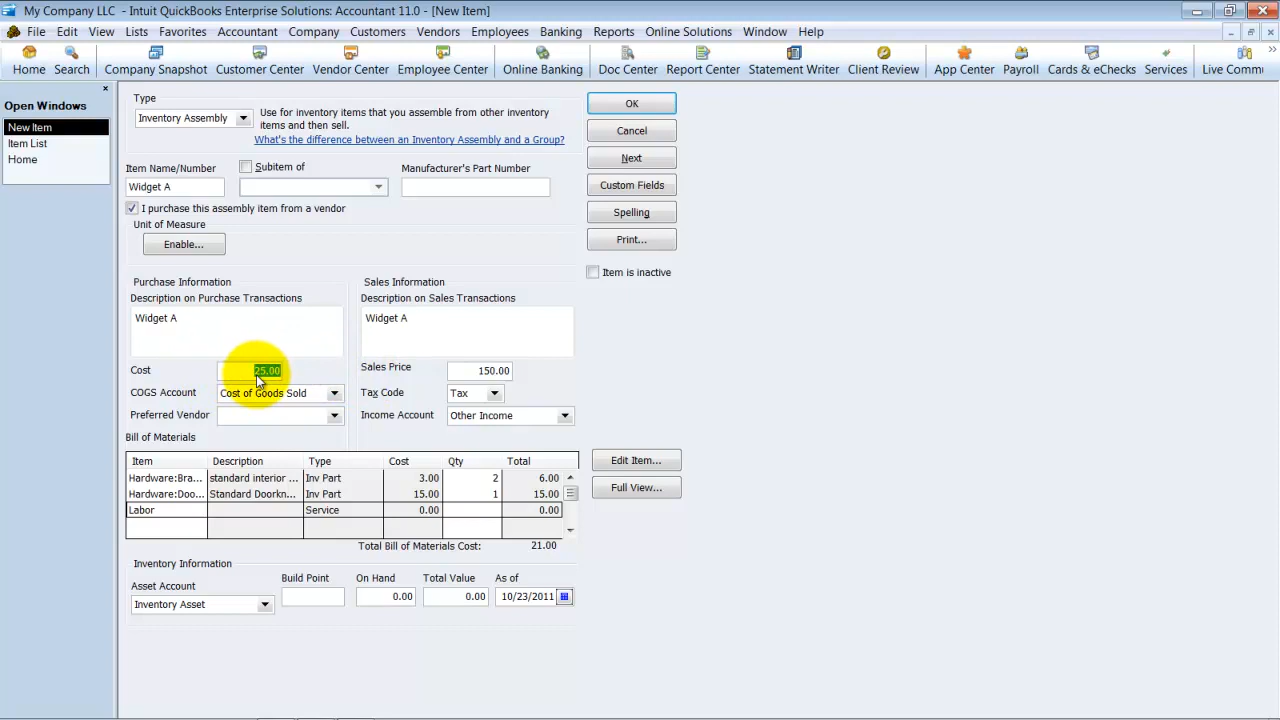 My Company LLC - Intuit QuickBooks Enterprise Solutions: Accountant 11.0 - [New Item]
File Edit View Lists Favorites Accountant Company Customers Vendors Employees Banking Reports Online Solutions Window Help
Home Search Company Snapshot Customer Center Vendor Center Employee Center Online Banking Doc Center Report Center Statement Writer Client Review App Center Payroll Cards & eChecks Services Live Commu
Open Windows
New Item
Item List
Home
Type
Inventory Assembly
Use for inventory items that you assemble from other inventory
items and then sell.
What's the difference between an Inventory Assembly and a Group?
Item Name/Number Subitem of Manufacturer's Part Number
Widget A
I purchase this assembly item from a vendor
Unit of Measure
Enable...
OK
Cancel
Next
Custom Fields
Spelling
Print...
Item is inactive
Purchase Information
Description on Purchase Transactions
Widget A
Cost 25.00
COGS Account Cost of Goods Sold
Preferred Vendor
Sales Information
Description on Sales Transactions
Widget A
Sales Price 150.00
Tax Code Tax
Income Account Other Income
Bill of Materials
Item Description Type Cost Qty Total
Hardware:Bra... standard interior ... Inv Part 3.00 2 6.00
Hardware:Doo... Standard Doorkn... Inv Part 15.00 1 15.00
Labor Service 0.00 0.00
Total Bill of Materials Cost: 21.00
Edit Item...
Full View...
Inventory Information
Asset Account Build Point On Hand Total Value As of
Inventory Asset 0.00 0.00 10/23/2011